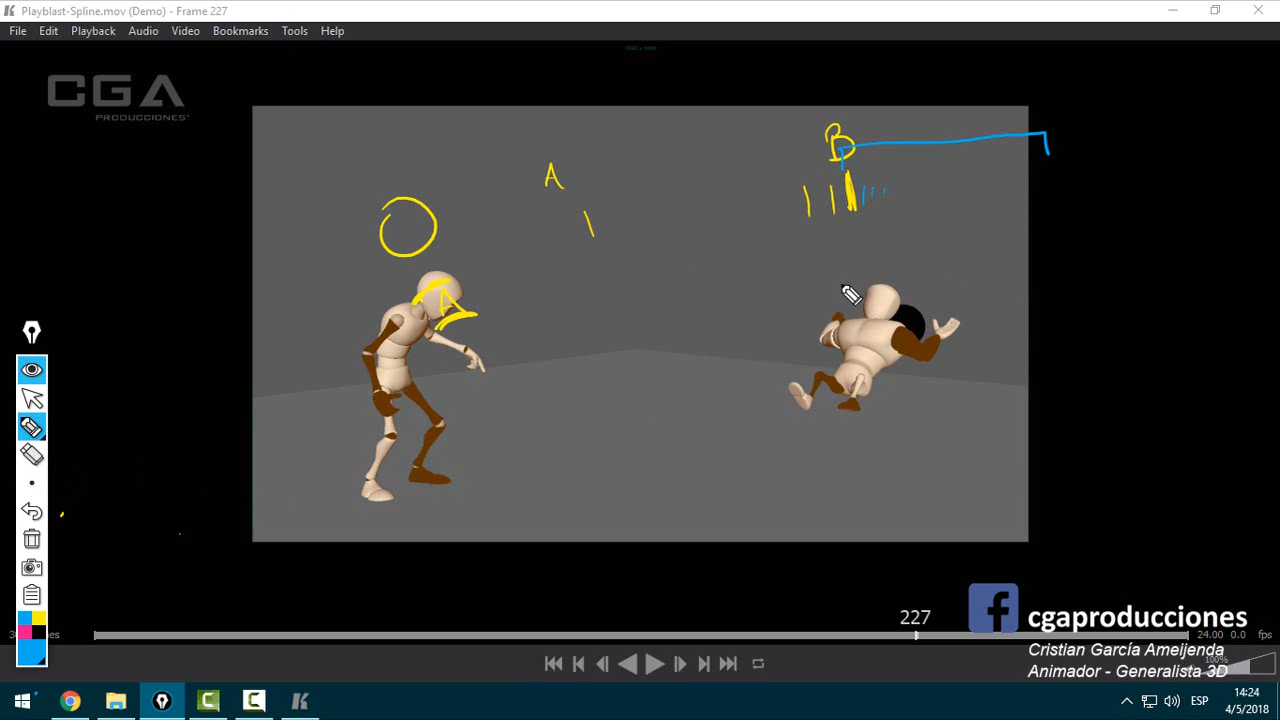 Playblast-Spline.mov (Demo) - Frame 227
File Edit Playback Audio Video Bookmarks Tools Help
CGA
PRODUCCIONES
B
A
A
227
24.00 0.0 fps
f cgaproducciones
Cristian García Ameijenda
Animador - Generalista 3D
100%
ESP
14:24
4/5/2018